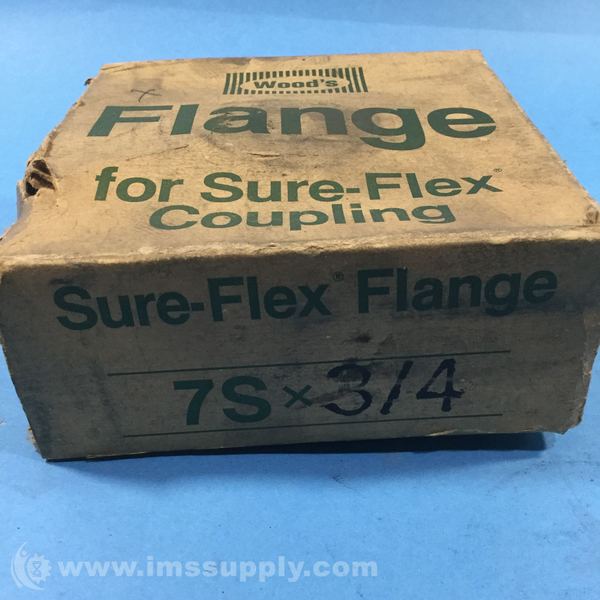 Wood's
Flange
for Sure-Flex®
Coupling
Sure-Flex® Flange
7S x 3/4
www.imssupply.com